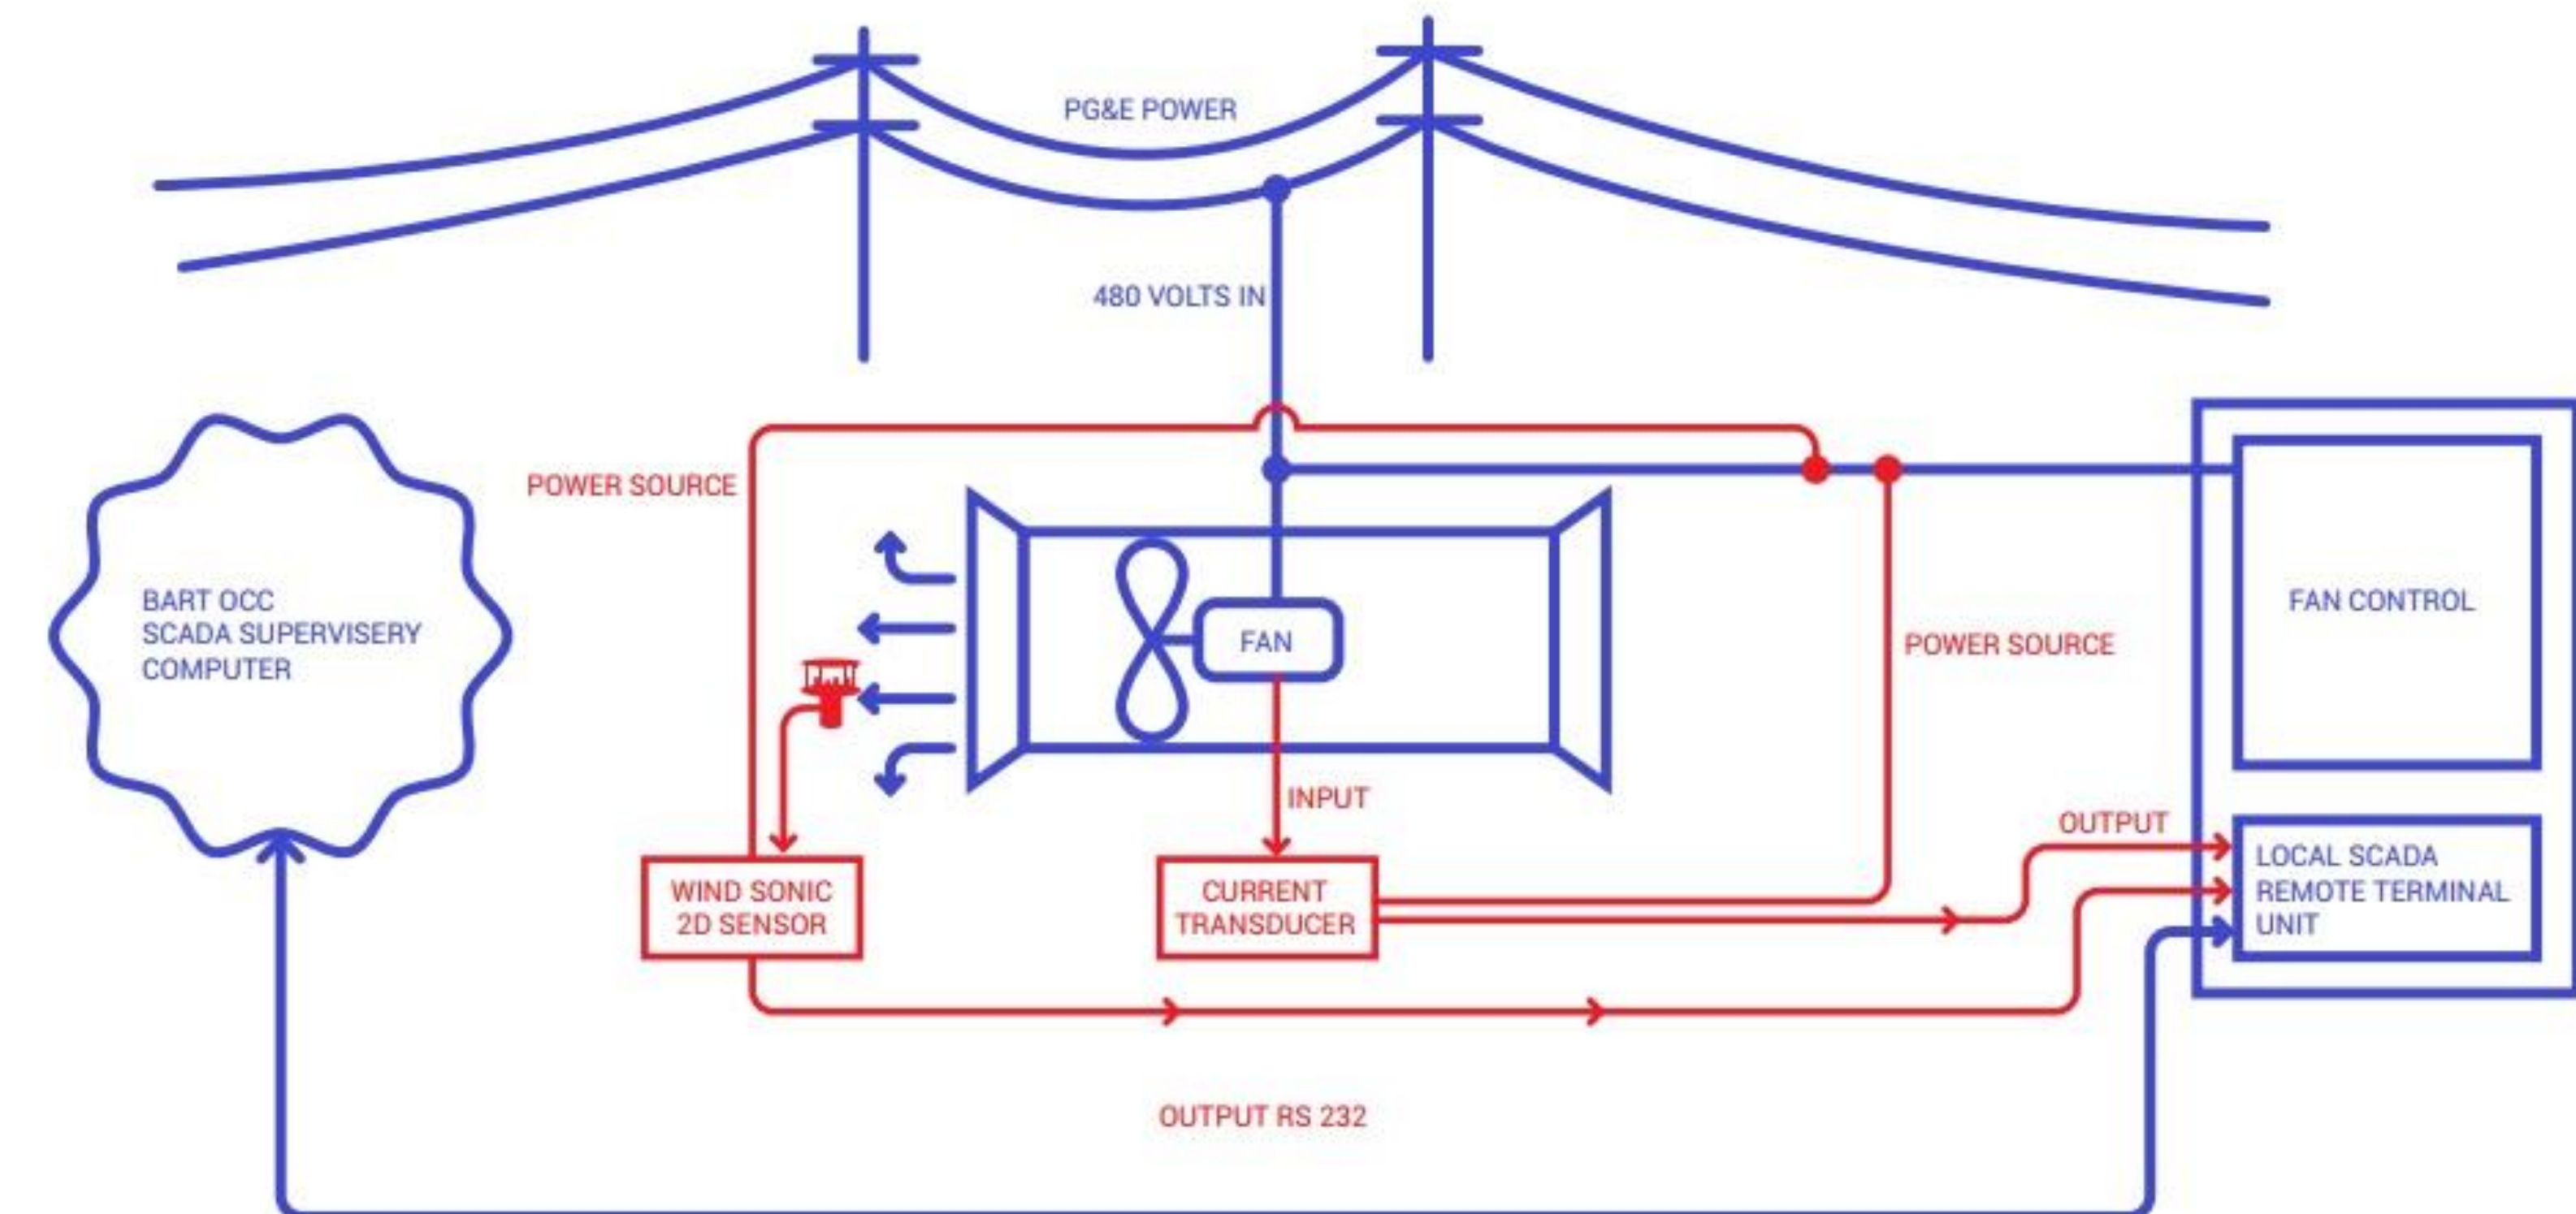 PG&E POWER
480 VOLTS IN
POWER SOURCE
BART OCC
SCADA SUPERVISERY
COMPUTER
FAN
FAN CONTROL
POWER SOURCE
INPUT
OUTPUT
WIND SONIC
2D SENSOR
CURRENT
TRANSDUCER
LOCAL SCADA
REMOTE TERMINAL
UNIT
OUTPUT RS 232